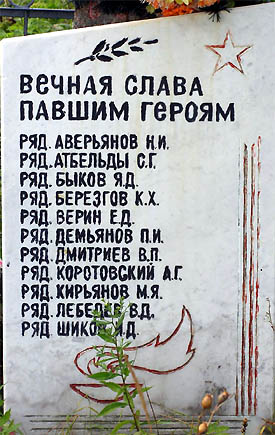 ВЕЧНАЯ СЛАВА
ПАВШИМ ГЕРОЯМ
РЯД. АВЕРЬЯНОВ Н.И.
РЯД. АТБЕЛЬДЫ С.Г.
РЯД. БЫКОВ Я.Д.
РЯД. БЕРЕЗГОВ К.Х.
РЯД. ВЕРИН Е.Д.
РЯД. ДЕМЬЯНОВ П.И.
РЯД. ДМИТРИЕВ В.П.
РЯД. КОРОТОВСКИЙ А.Г.
РЯД. КИРЬЯНОВ М.Я.
РЯД. ЛЕБЕДЕВ В.Д.
РЯД. ШИКОВ И.Д.